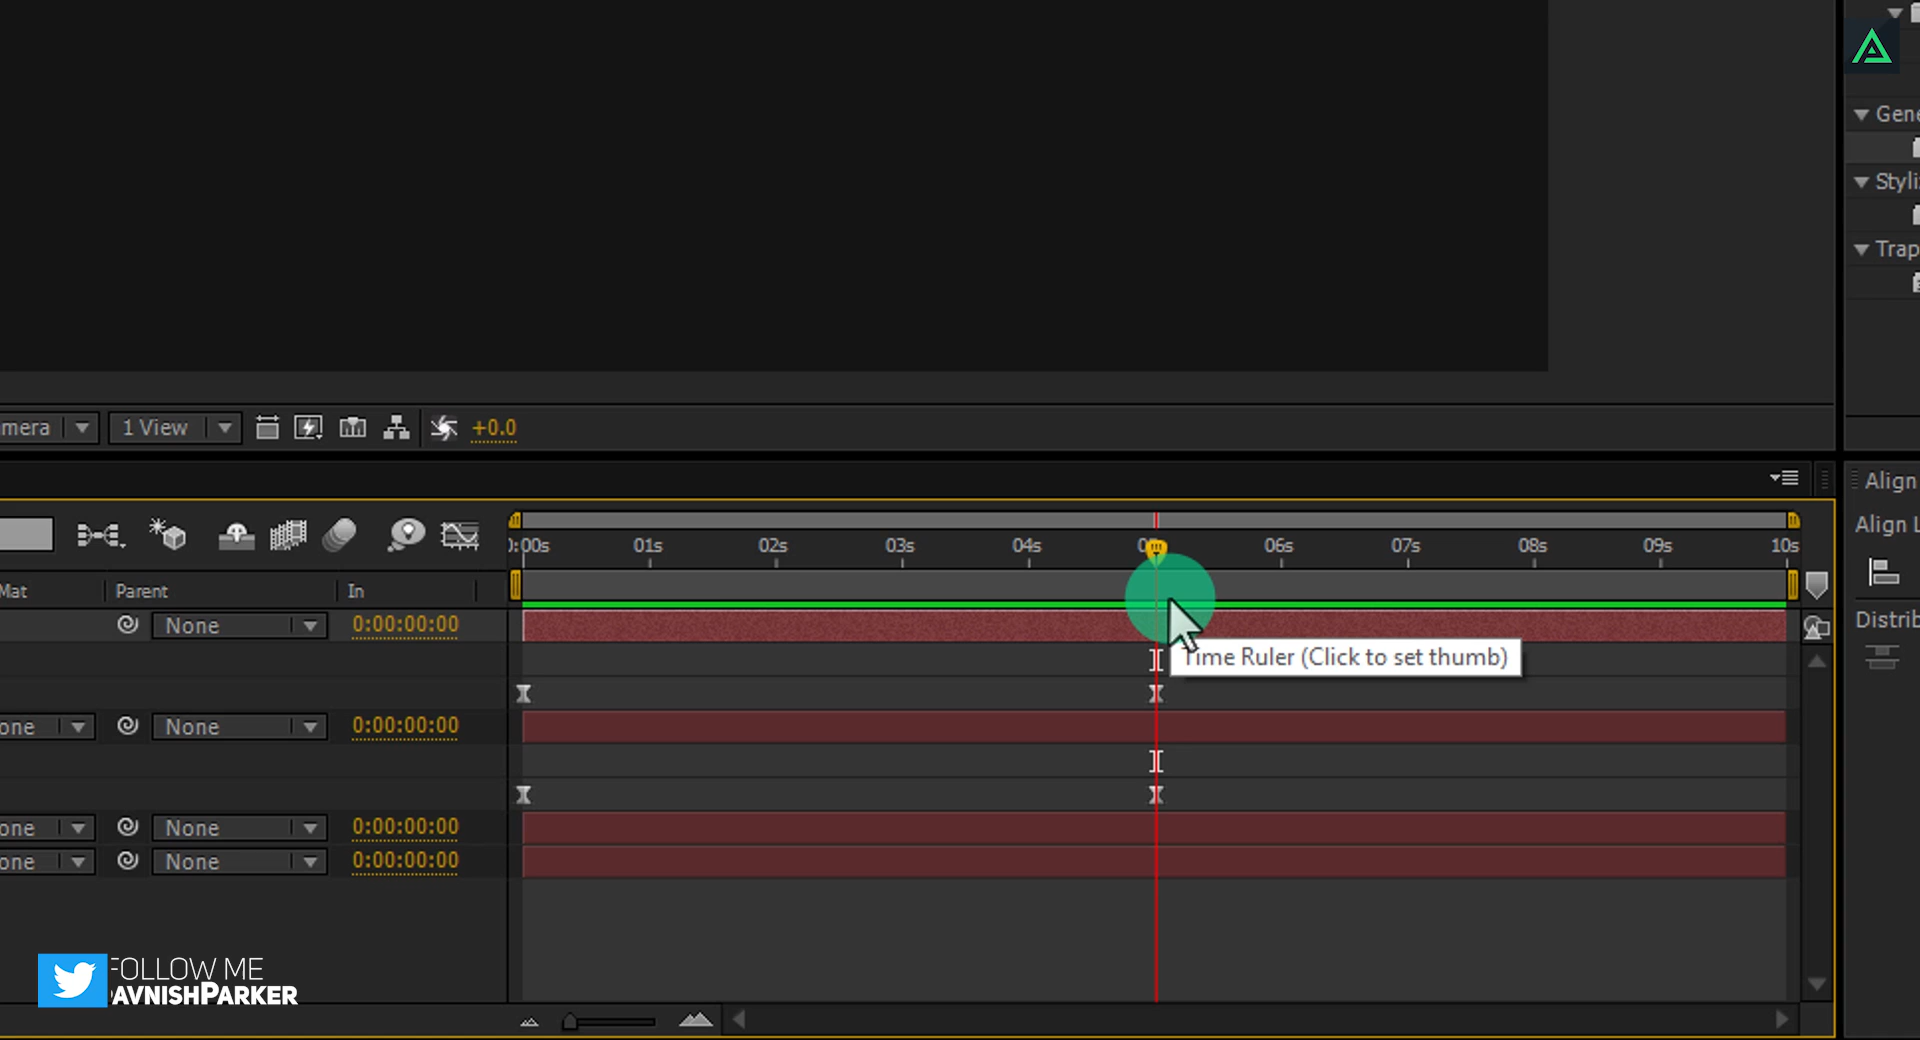 Gene
Styli
Trap
mera
1 View
+0.0
Align
Align L
0:00s 01s 02s 03s 04s 06s 07s 08s 09s 10s
Mat Parent In
None 0:00:00:00
Time Ruler (Click to set thumb)
one None 0:00:00:00
one None 0:00:00:00
one None 0:00:00:00
Distrib
FOLLOW ME
AVNISHPARKER